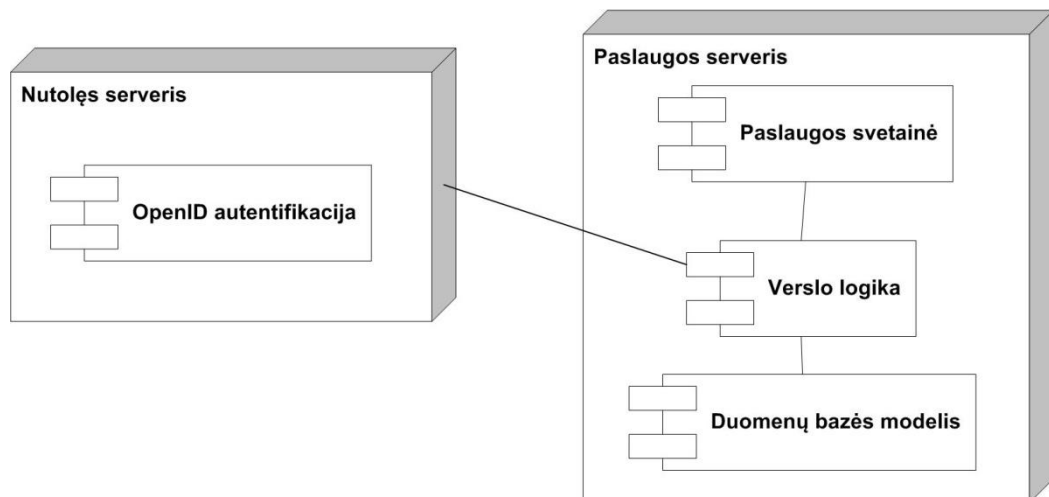 Nutolęs serveris
OpenID autentifikacija
Paslaugos serveris
Paslaugos svetainė
Verslo logika
Duomenų bazės modelis